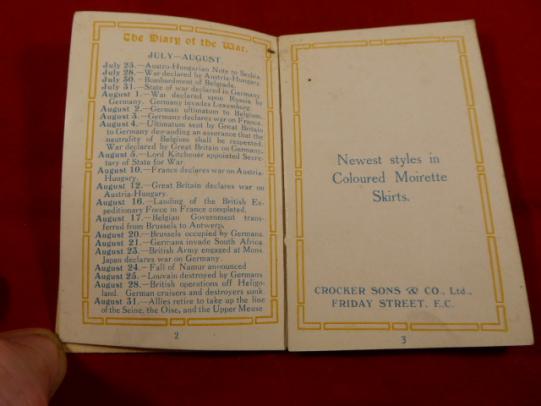 The Diary of the War.
JULY—AUGUST
July 23.—Austro-Hungarian Note to Serbia.
July 28.—War declared by Austria-Hungary.
July 30.—Bombardment of Belgrade.
July 31.—State of war declared in Germany.
August 1.—War declared upon Russia by
Germany. Germany invades Luxemburg.
August 2.—German ultimatum to Belgium.
August 3.—Germany declares war on France.
August 4.—Ultimatum sent by Great Britain
to Germany demanding an assurance that the
neutrality of Belgium shall be respected.
War declared by Great Britain on Germany.
August 5.—Lord Kitchener appointed Secre-
tary of State for War.
August 10.—France declares war on Austria-
Hungary.
August 12.—Great Britain declares war on
Austria-Hungary.
August 16.—Landing of the British Ex-
peditionary Force in France completed.
August 17.—Belgian Government trans-
ferred from Brussels to Antwerp.
August 20.—Brussels occupied by Germans.
August 21.—Germans invade South Africa.
August 23.—British Army engaged at Mons.
Japan declares war on Germany.
August 24.—Fall of Namur announced
August 25.—Louvain destroyed by Germans
August 28.—British operations off Heligo-
land. German cruisers and destroyers sunk.
August 31.—Allies retire to take up the line
of the Seine, the Oise, and the Upper Meuse
2
Newest styles in
Coloured Moirette
Skirts.
CROCKER SONS & CO., Ltd.,
FRIDAY STREET, E.C.
3